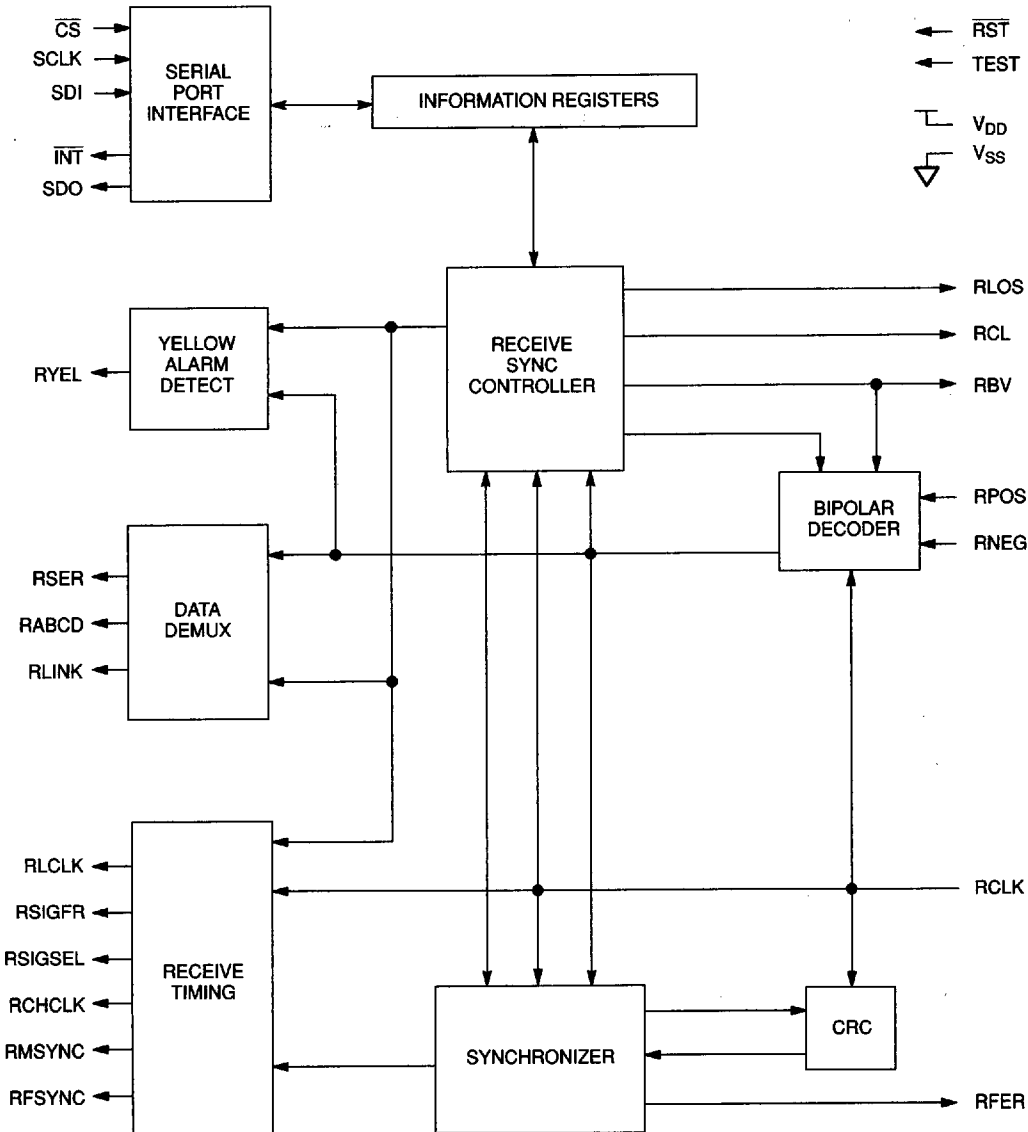 CS
SCLK
SDI
INT
SDO
SERIAL
PORT
INTERFACE
INFORMATION REGISTERS
RST
TEST
VDD
VSS
RYEL
YELLOW
ALARM
DETECT
RECEIVE
SYNC
CONTROLLER
RLOS
RCL
RBV
BIPOLAR
DECODER
RPOS
RNEG
RSER
RABCD
RLINK
DATA
DEMUX
RLCLK
RSIGFR
RSIGSEL
RCHCLK
RMSYNC
RFSYNC
RECEIVE
TIMING
SYNCHRONIZER
CRC
RCLK
RFER